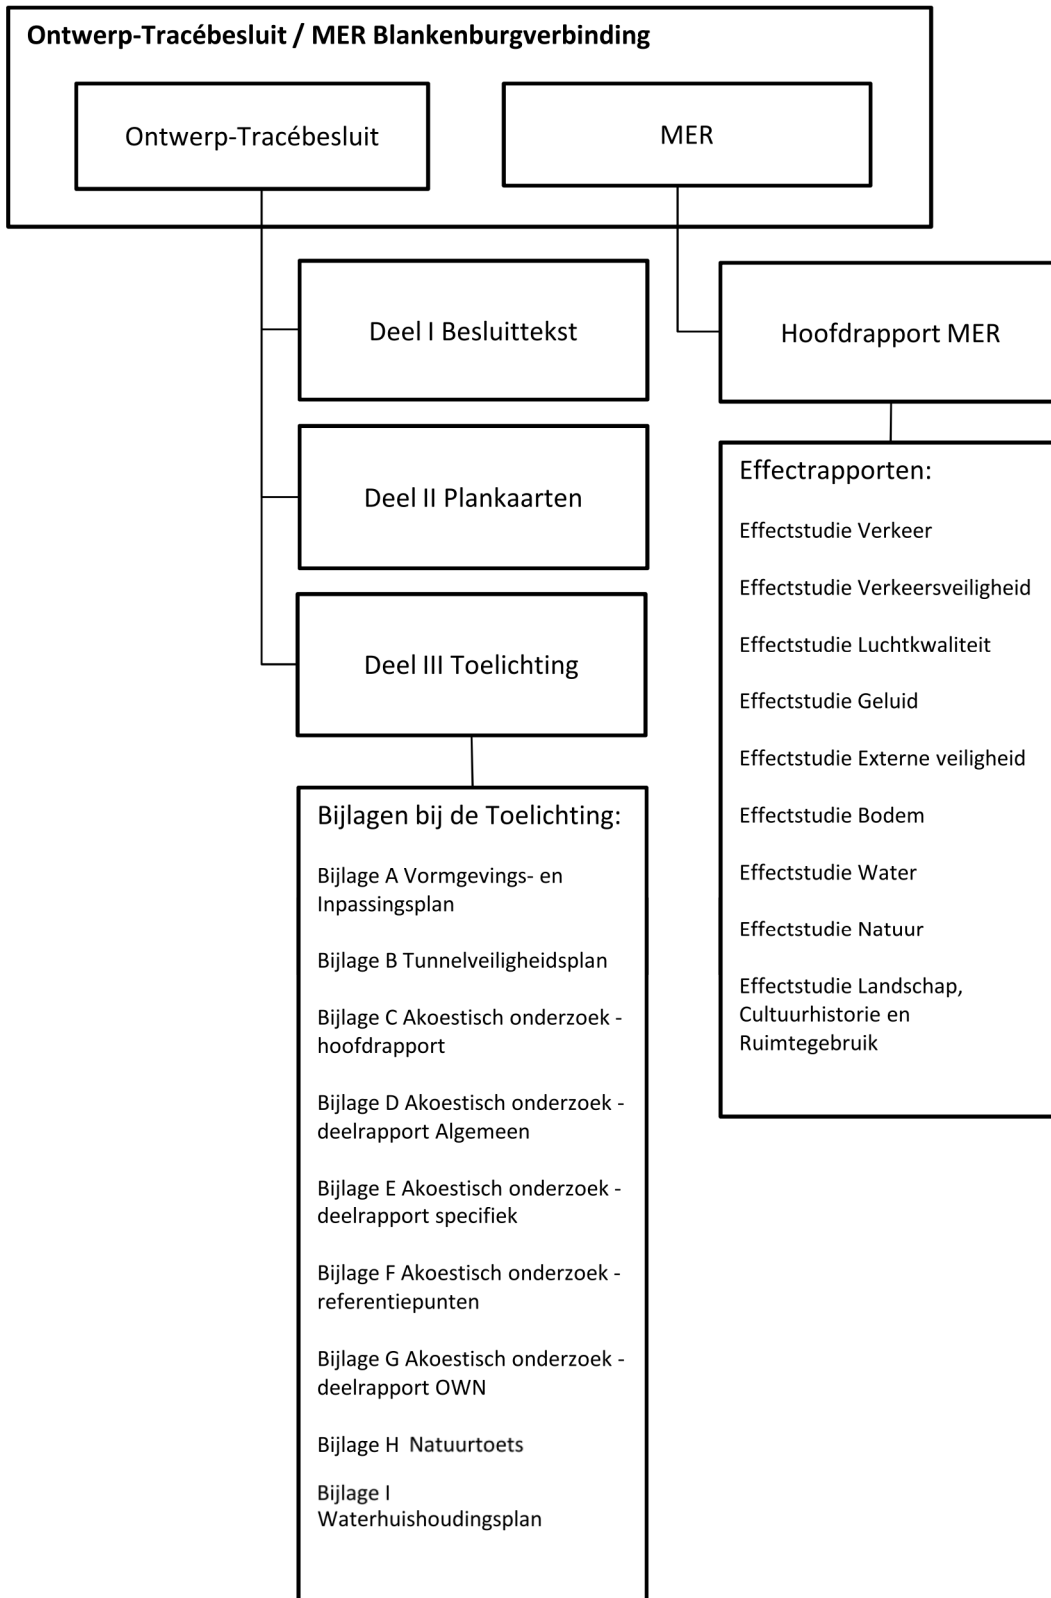 Ontwerp-Tracébesluit / MER Blankenburgverbinding
Ontwerp-Tracébesluit
MER
Deel I Besluittekst
Deel II Plankaarten
Deel III Toelichting
Bijlagen bij de Toelichting:
Bijlage A Vormgevings- en
Inpassingsplan
Bijlage B Tunnelveiligheidsplan
Bijlage C Akoestisch onderzoek -
hoofdrapport
Bijlage D Akoestisch onderzoek -
deelrapport Algemeen
Bijlage E Akoestisch onderzoek -
deelrapport specifiek
Bijlage F Akoestisch onderzoek -
referentiepunten
Bijlage G Akoestisch onderzoek -
deelrapport OWN
Bijlage H Natuurtoets
Bijlage I
Waterhuishoudingsplan
Hoofdrapport MER
Effectrapporten:
Effectstudie Verkeer
Effectstudie Verkeersveiligheid
Effectstudie Luchtkwaliteit
Effectstudie Geluid
Effectstudie Externe veiligheid
Effectstudie Bodem
Effectstudie Water
Effectstudie Natuur
Effectstudie Landschap,
Cultuurhistorie en
Ruimtegebruik